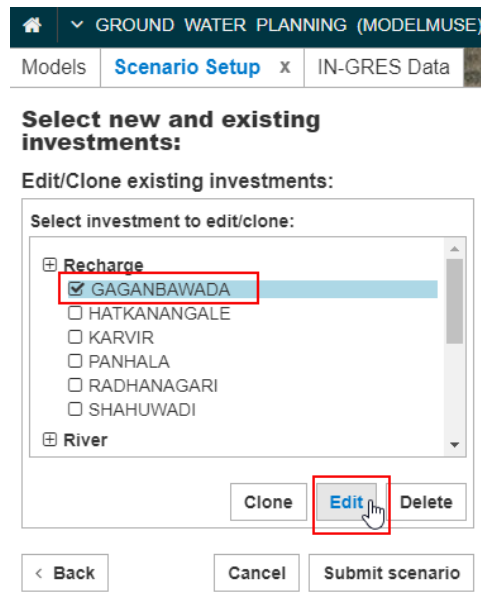 GROUND WATER PLANNING (MODELMUSE)
Models
Scenario Setup x
IN-GRES Data
Select new and existing
investments:
Edit/Clone existing investments:
Select investment to edit/clone:
Recharge
GAGANBAWADA
HATKANANGALE
KARVIR
PANHALA
RADHANAGARI
SHAHUWADI
River
Clone
Edit
Delete
< Back
Cancel
Submit scenario